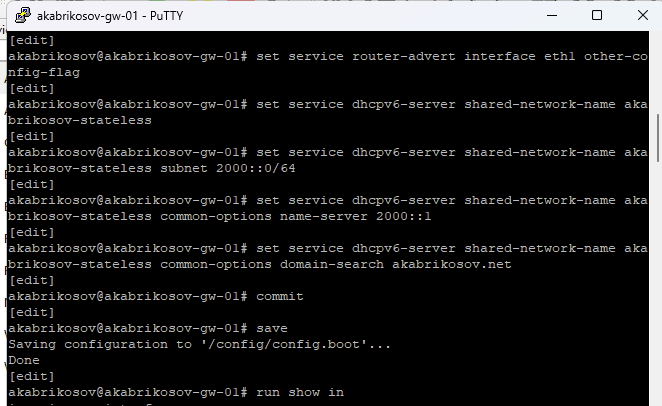 akabrikosov-gw-01 - PuTTY
[edit]
akabrikosov@akabrikosov-gw-01# set service router-advert interface eth1 other-co
nfig-flag
[edit]
akabrikosov@akabrikosov-gw-01# set service dhcpv6-server shared-network-name aka
brikosov-stateless
[edit]
akabrikosov@akabrikosov-gw-01# set service dhcpv6-server shared-network-name aka
brikosov-stateless subnet 2000::0/64
[edit]
akabrikosov@akabrikosov-gw-01# set service dhcpv6-server shared-network-name aka
brikosov-stateless common-options name-server 2000::1
[edit]
akabrikosov@akabrikosov-gw-01# set service dhcpv6-server shared-network-name aka
brikosov-stateless common-options domain-search akabrikosov.net
[edit]
akabrikosov@akabrikosov-gw-01# commit
[edit]
akabrikosov@akabrikosov-gw-01# save
Saving configuration to '/config/config.boot'...
Done
[edit]
akabrikosov@akabrikosov-gw-01# run show in